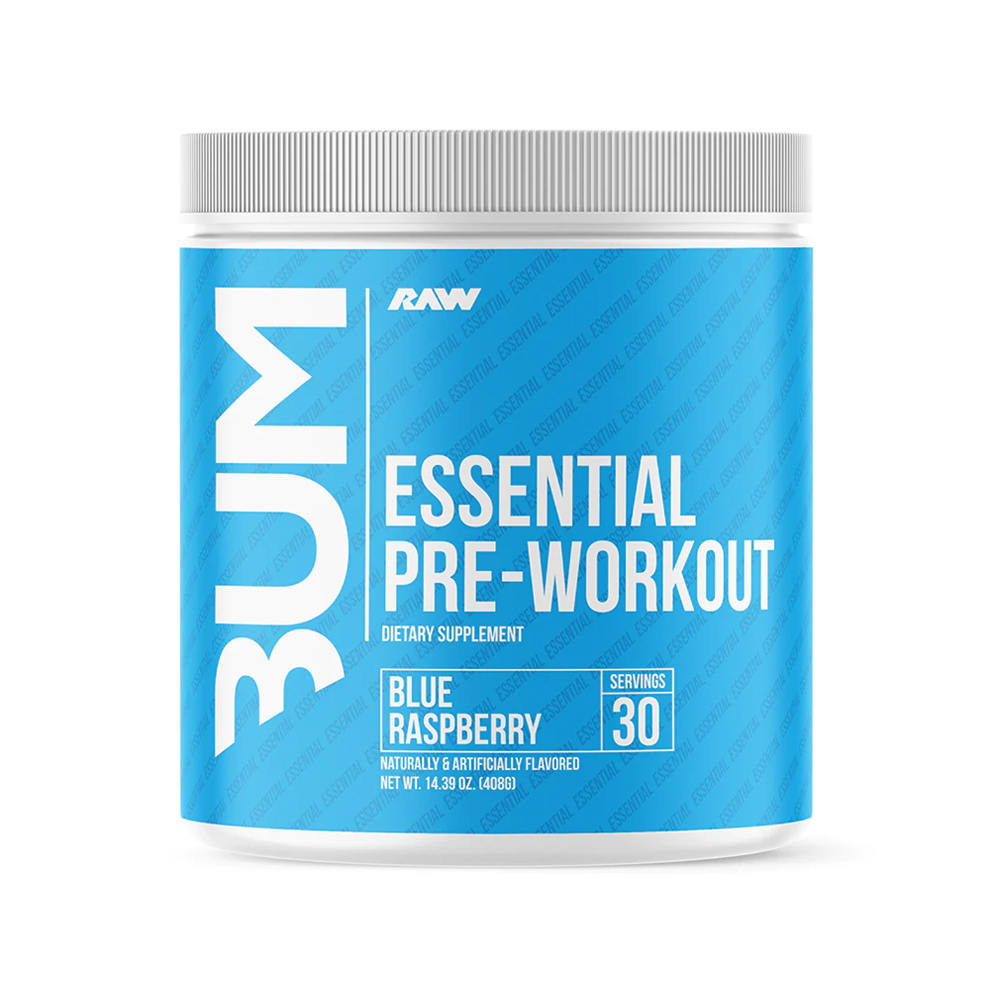 BUM
RAW
ESSENTIAL
PRE-WORKOUT
DIETARY SUPPLEMENT
BLUE
RASPBERRY
SERVINGS
30
NATURALLY & ARTIFICIALLY FLAVORED
NET WT. 14.39 OZ. (408G)